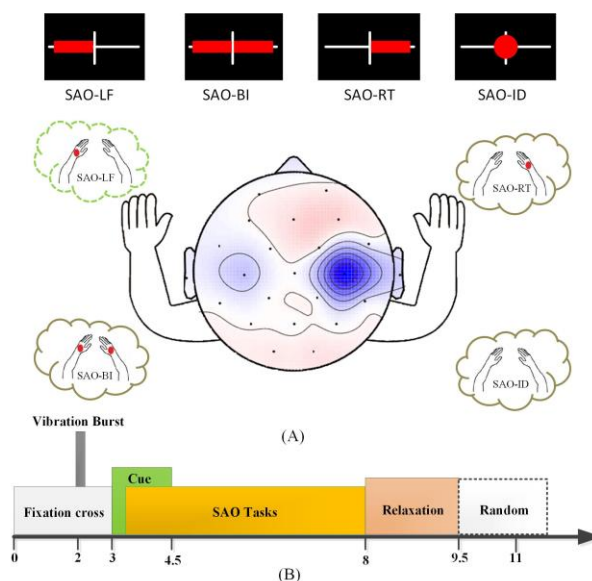 SAO-LF
SAO-BI
SAO-RT
SAO-ID
SAO-LF
SAO-RT
SAO-BI
SAO-ID
(A)
Vibration Burst
Cue
Fixation cross
SAO Tasks
Relaxation
Random
0
2
3
4.5
8
9.5
11
(B)